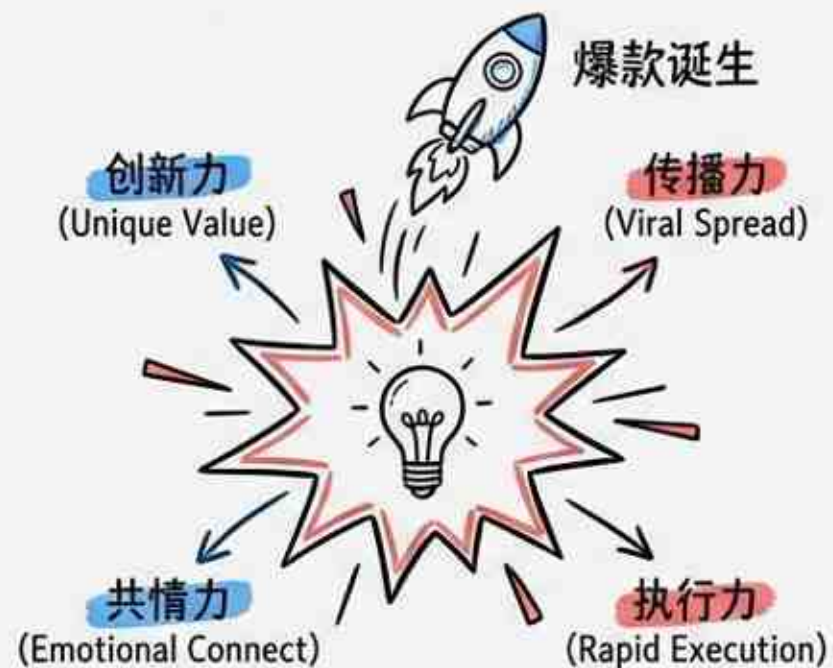 爆款诞生
创新力
(Unique Value)
传播力
(Viral Spread)
共情力
(Emotional Connect)
执行力
(Rapid Execution)